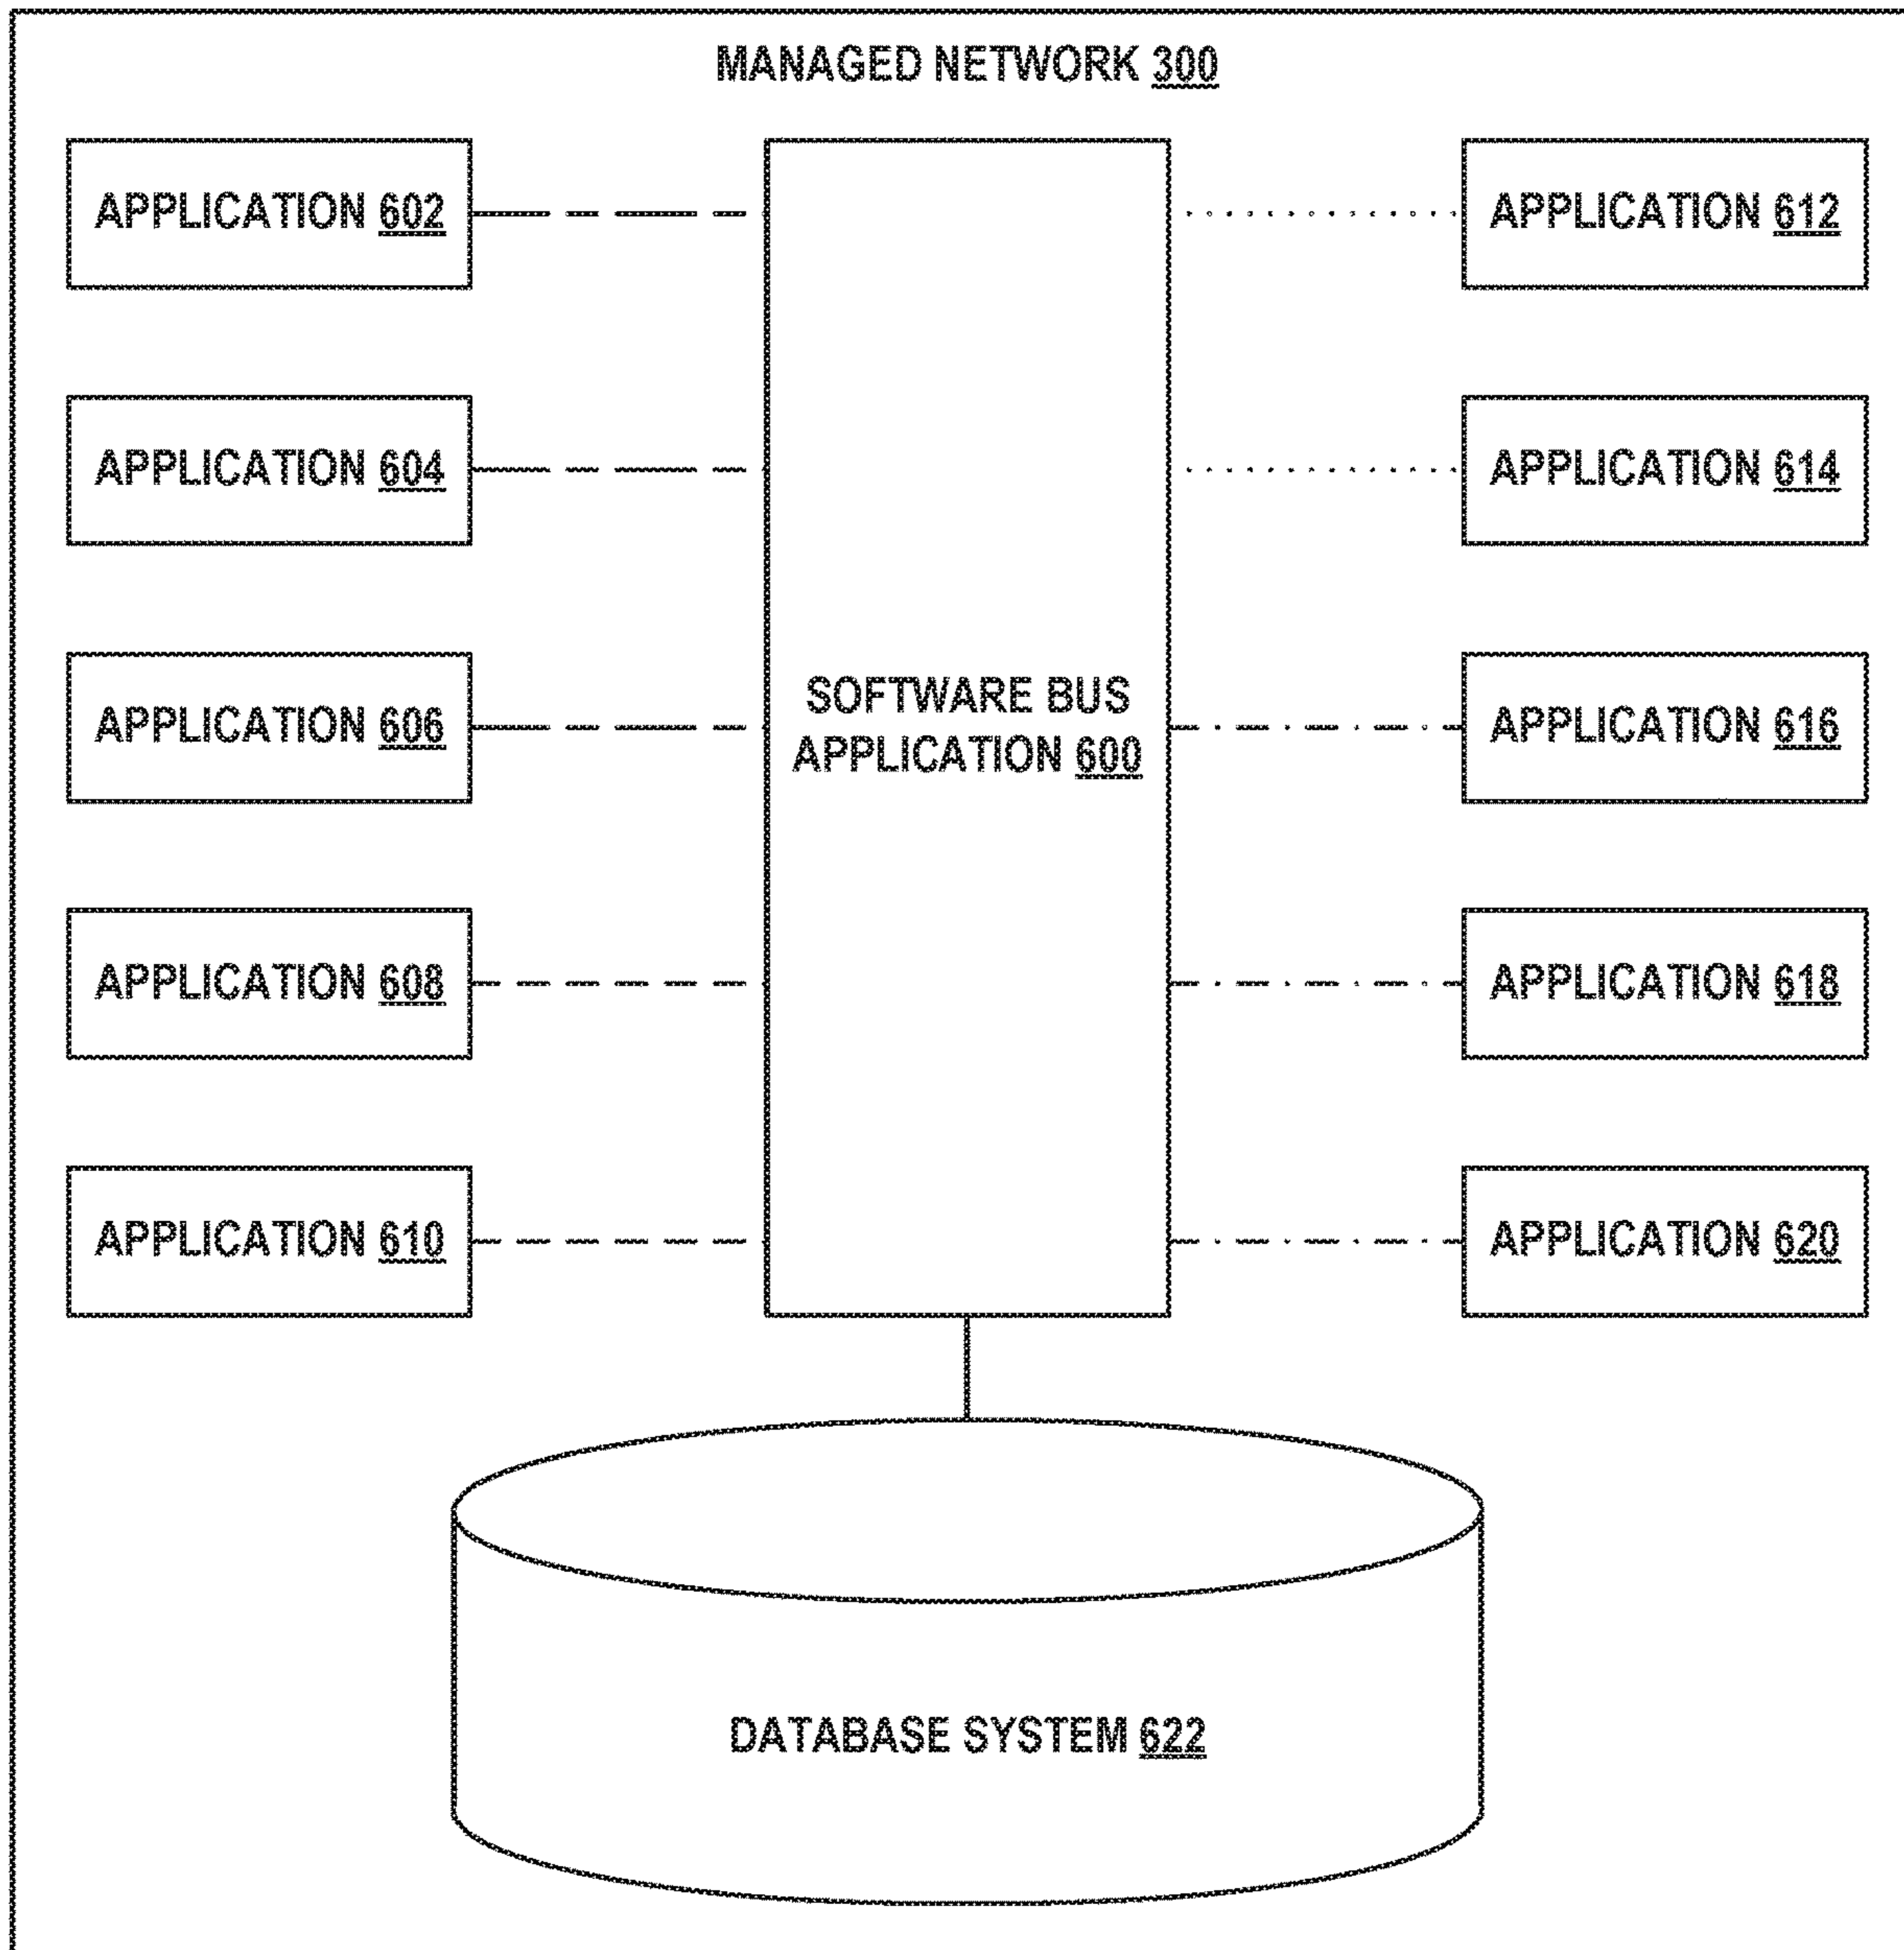 MANAGED NETWORK 300
APPLICATION 602
APPLICATION 612
APPLICATION 604
APPLICATION 614
APPLICATION 606
SOFTWARE BUS
APPLICATION 600
APPLICATION 616
APPLICATION 608
APPLICATION 618
APPLICATION 610
APPLICATION 620
DATABASE SYSTEM 622